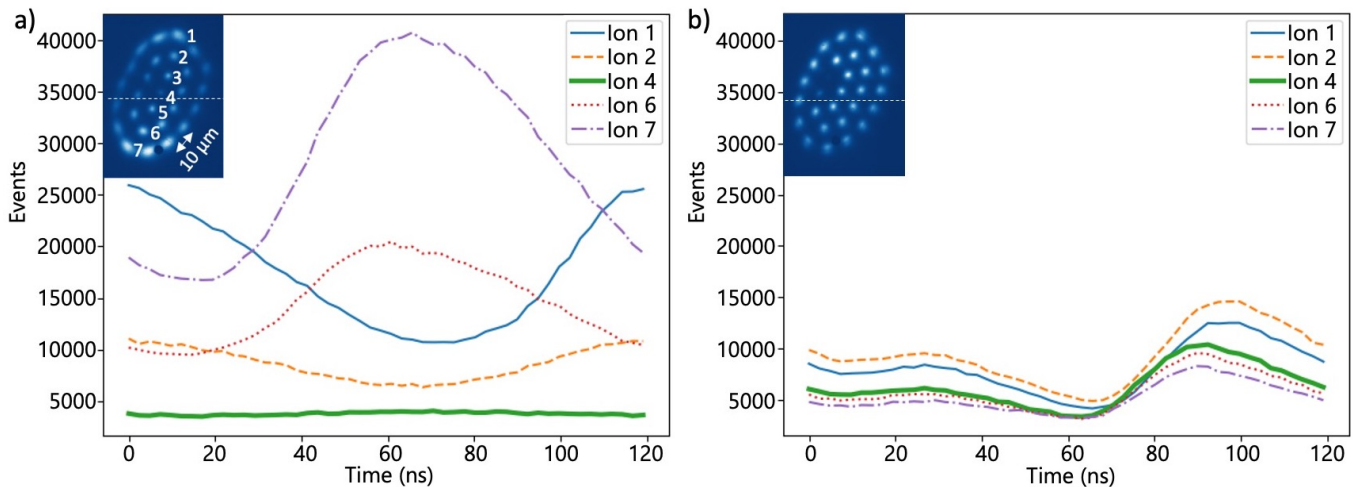 a)
1
2
3
4
5
6
7
10 μm
Ion 1
Ion 2
Ion 4
Ion 6
Ion 7
Events
40000
35000
30000
25000
20000
15000
10000
5000
0 20 40 60 80 100 120
Time (ns)
b)
Ion 1
Ion 2
Ion 4
Ion 6
Ion 7
Events
40000
35000
30000
25000
20000
15000
10000
5000
0 20 40 60 80 100 120
Time (ns)